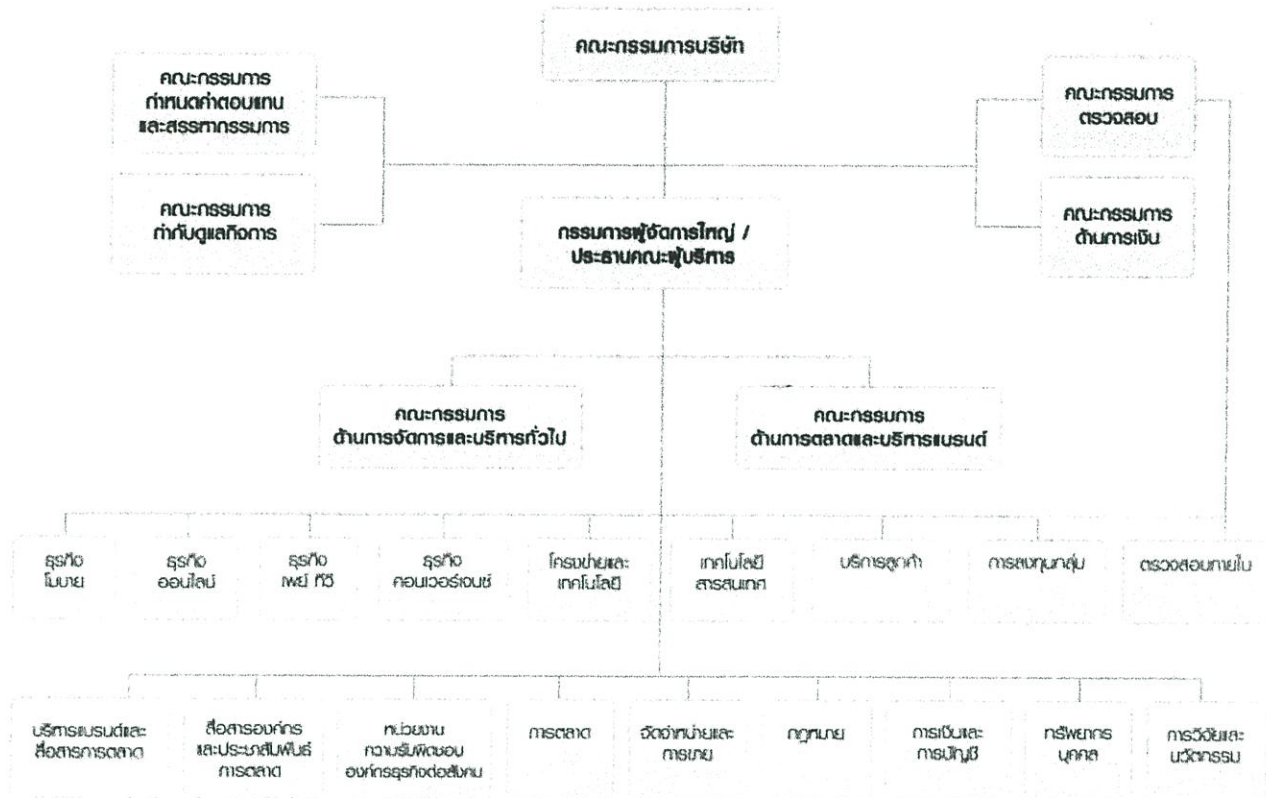 คณะกรรมการบริษัท
คณะกรรมการ
กำหนดค่าตอบแทน
และสรรหากรรมการ
คณะกรรมการ
ตรวจสอบ
คณะกรรมการ
กำกับดูแลกิจการ
กรรมการผู้จัดการใหญ่ /
ประธานคณะผู้บริหาร
คณะกรรมการ
ด้านการเงิน
คณะกรรมการ
ด้านการจัดการและบริหารทั่วไป
คณะกรรมการ
ด้านการตลาดและบริหารแบรนด์
ธุรกิจ
โมบาย
ธุรกิจ
ออนไลน์
ธุรกิจ
เพย์ ทีวี
ธุรกิจ
คอนเวอร์เจนซ์
โครงข่ายและ
เทคโนโลยี
เทคโนโลยี
สารสนเทศ
บริการลูกค้า
การลงทุนกลุ่ม
ตรวจสอบภายใน
บริหารแบรนด์และ
สื่อสารการตลาด
สื่อสารองค์กร
และประชาสัมพันธ์
การตลาด
หน่วยงาน
ความรับผิดชอบ
องค์กรธุรกิจต่อสังคม
การตลาด
จัดจำหน่ายและ
การขาย
กฎหมาย
การเงินและ
การบัญชี
ทรัพยากร
บุคคล
การวิจัยและ
นวัตกรรม